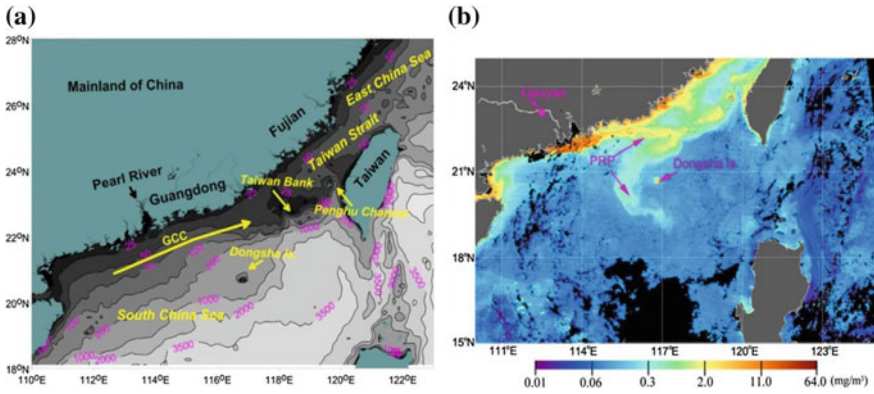 (a)
28°N
26°N
24°N
22°N
20°N
18°N
110°E
112°E
114°E
116°E
118°E
120°E
122°E
Mainland of China
East China Sea
Fujian
Taiwan Strait
Pearl River
Guangdong
Taiwan Bank
Taiwan
Penghu Channel
GCC
Dongsha Is.
South China Sea
1000
2000
3500
(b)
24°N
21°N
18°N
15°N
111°E
114°E
117°E
120°E
123°E
PRP
Dongsha Is.
0.01
0.06
0.3
2.0
11.0
64.0 (mg/m³)